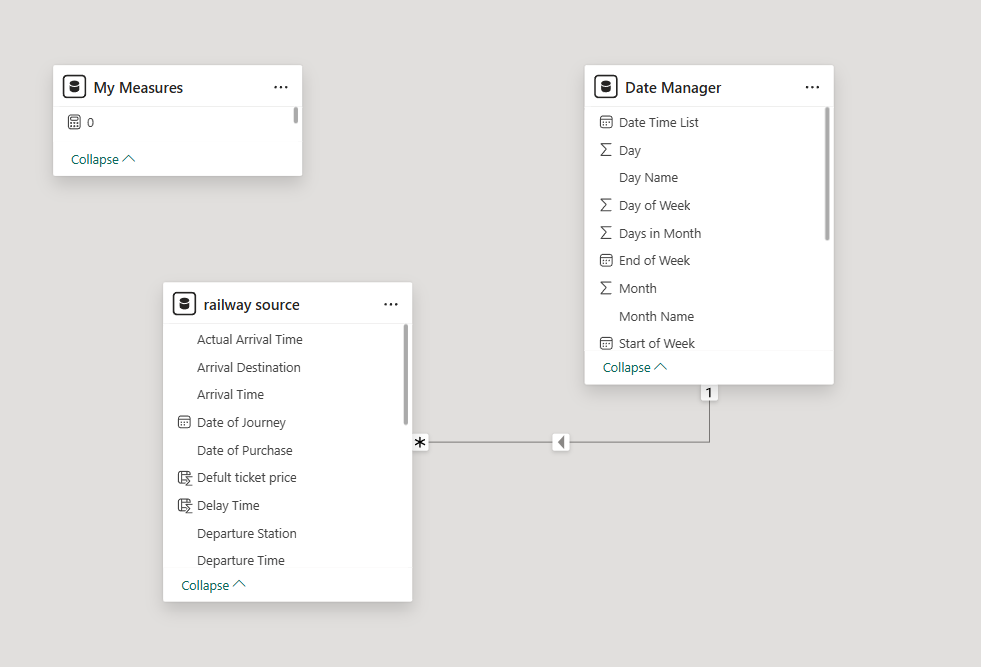 My Measures
0
Collapse
Date Manager
Date Time List
Day
Day Name
Day of Week
Days in Month
End of Week
Month
Month Name
Start of Week
Collapse
1
railway source
Actual Arrival Time
Arrival Destination
Arrival Time
Date of Journey
Date of Purchase
Defult ticket price
Delay Time
Departure Station
Departure Time
Collapse
*